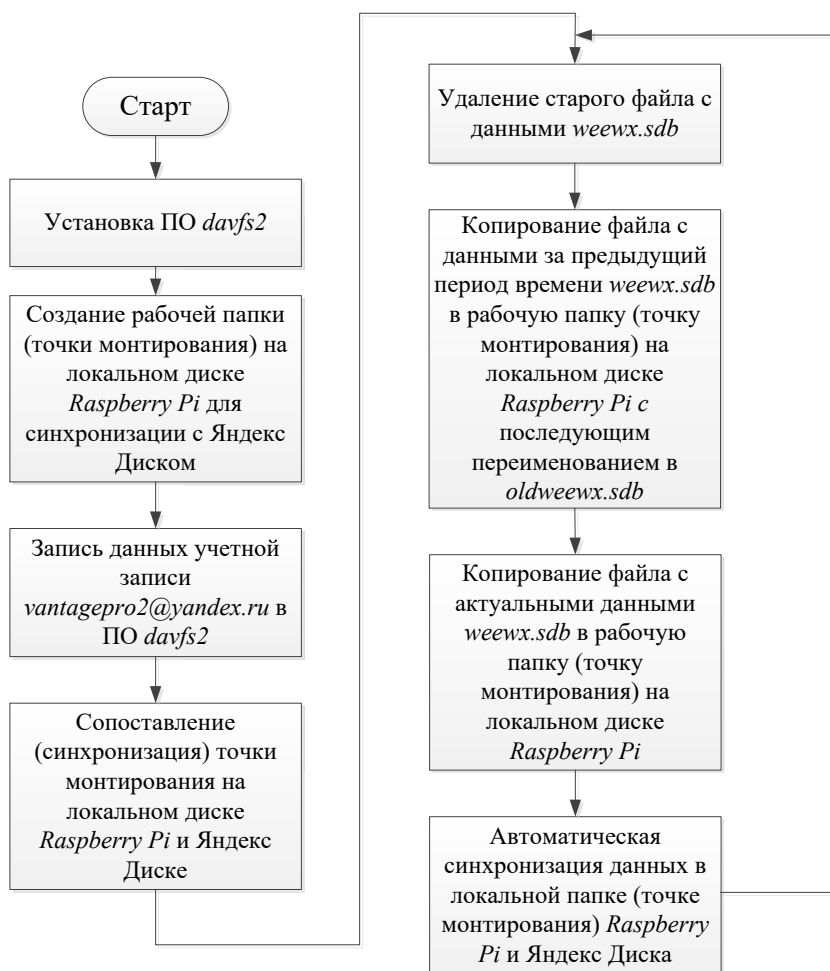 Старт
Установка ПО davfs2
Создание рабочей папки
(точки монтирования) на
локальном диске
Raspberry Pi для
синхронизации с Яндекс
Диском
Запись данных учетной
записи
vantagepro2@yandex.ru в
ПО davfs2
Сопоставление
(синхронизация) точки
монтирования на
локальном диске
Raspberry Pi и Яндекс
Диске
Удаление старого файла с
данными weewx.sdb
Копирование файла с
данными за предыдущий
период времени weewx.sdb
в рабочую папку (точку
монтирования) на
локальном диске
Raspberry Pi с
последующим
переименованием в
oldweewx.sdb
Копирование файла с
актуальными данными
weewx.sdb в рабочую
папку (точку
монтирования) на
локальном диске
Raspberry Pi
Автоматическая
синхронизация данных в
локальной папке (точке
монтирования) Raspberry
Pi и Яндекс Диска